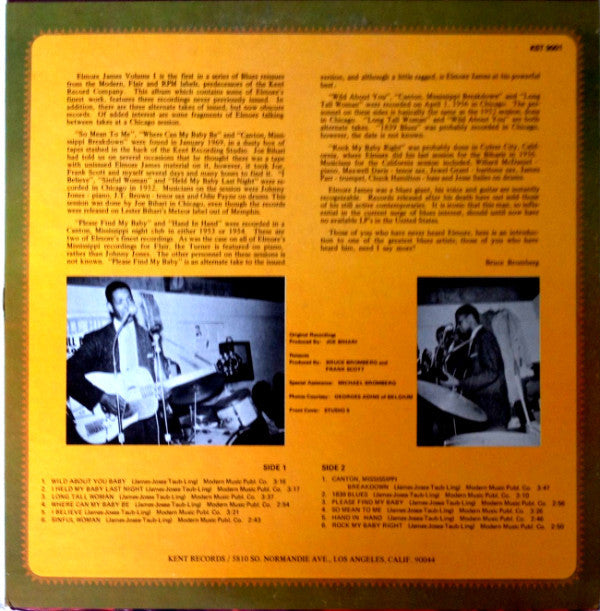 KST 9001
Elmore James Volume I is the first in a series of Blues reissues
from the Modern, Flair and RPM labels, predecessors of the Kent
Record Company. This album which contains some of Elmore's
finest work, features three recordings never previously issued. In
addition, there are three alternate takes of issued, but now obscure
records. Of added interest are some fragments of Elmore talking
between takes at a Chicago session.
"So Mean To Me", "Where Can My Baby Be" and "Canton, Miss-
issippi Breakdown" were found in January 1969, in a dusty box of
tapes stashed in the back of the Kent Recording Studio. Joe Bihari
had told us on several occasions that he thought there was a tape
with untitled Elmore James material on it, however, it took Joe,
Frank Scott and myself several days and many boxes to find it. "I
Believe", "Sinful Woman" and "Held My Baby Last Night" were re-
corded in Chicago in 1952. Musicians on the session were Johnny
Jones - piano, J.T. Brown - tenor sax and Odie Payne on drums. This
session was done by Joe Bihari in Chicago, even though the records
were released on Lester Bihari's Meteor label out of Memphis.
"Please Find My Baby" and "Hand In Hand" were recorded in a
Canton, Mississippi night club in either 1953 or 1954. These are
two of Elmore's finest recordings. As was the case on all of Elmore's
Mississippi recordings for Flair, Ike Turner is featured on piano,
rather than Johnny Jones. The other personnel on these sessions is
not known. "Please Find My Baby" is an alternate take to the issued
version, and although a little ragged, is Elmore James at his powerful
best.
"Wild About You", "Canton, Mississippi Breakdown" and "Long
Tall Woman" were recorded on April 1, 1956 in Chicago. The per-
sonnel on these sides is basically the same as the 1952 session, done
in Chicago. "Long Tall Woman" and "Wild About You" are both
alternate takes. "1839 Blues" was probably recorded in Chicago,
however, the date is not known.
"Rock My Baby Right" was probably done in Culver City, Calif-
ornia, where Elmore did his last session for the Biharis in 1956.
Musicians for the California session included, Willard McDaniel -
piano, Maxwell Davis - tenor sax, Jewel Grant - baritone sax, James
Parr - trumpet, Chuck Hamilton - bass and Jesse Sailes on drums.
Elmore James was a blues giant, his voice and guitar are instantly
recognizable. Records released after his death have out sold those
of his still active contemporaries. It is ironic that this man, so influ-
ential in the current surge of blues interest, should until now have
no available LP's in the United States.
Those of you who have never heard Elmore, here is an introduc-
tion to one of the greatest blues artists; those of you who have
heard him, need I say more?
Bruce Bromberg
Original Recordings
Produced By: JOE BIHARI
Reissues
Produced By: BRUCE BROMBERG and
FRANK SCOTT
Special Assistance: MICHAEL BROMBERG
Photos Courtesy: GEORGES ADINS of BELGIUM
Front Cover: STUDIO 5
SIDE 1
1. WILD ABOUT YOU BABY (James-Josea Taub-Ling) Modern Music Publ. Co. 3:16
2. I HELD MY BABY LAST NIGHT (James-Josea Taub-Ling) Modern Music Publ. Co. 3:17
3. LONG TALL WOMAN (James-Josea Taub-Ling) Modern Music Publ. Co. 3:37
4. WHERE CAN MY BABY BE (James-Josea Taub-Ling) Modern Music Publ. Co. 2:54
5. I BELIEVE (James-Josea Taub-Ling) Modern Music Publ. Co. 3:21
6. SINFUL WOMAN (James-Josea Taub-Ling) Modern Music Publ. Co. 2:43
SIDE 2
1. CANTON, MISSISSIPPI
BREAKDOWN (James-Josea Taub-Ling) Modern Music Publ. Co. 3:47
2. 1839 BLUES (James-Josea Taub-Ling) Modern Music Publ. Co. 3:10
3. PLEASE FIND MY BABY (James-Josea Taub-Ling) Modern Music Publ. Co. 2:56
4. SO MEAN TO ME (James-Josea Taub-Ling) Modern Music Publ. Co. 2:36
5. HAND IN HAND (James-Josea Taub-Ling) Modern Music Publ. Co. 2:46
6. ROCK MY BABY RIGHT (James-Josea Taub-Ling) Modern Music Publ. Co. 2:50
KENT RECORDS / 5810 SO. NORMANDIE AVE., LOS ANGELES, CALIF. 90044